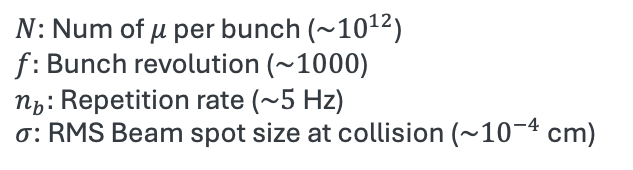 N: Num of μ per bunch (~10¹²)
f: Bunch revolution (~1000)
n_b: Repetition rate (~5 Hz)
σ: RMS Beam spot size at collision (~10⁻⁴ cm)